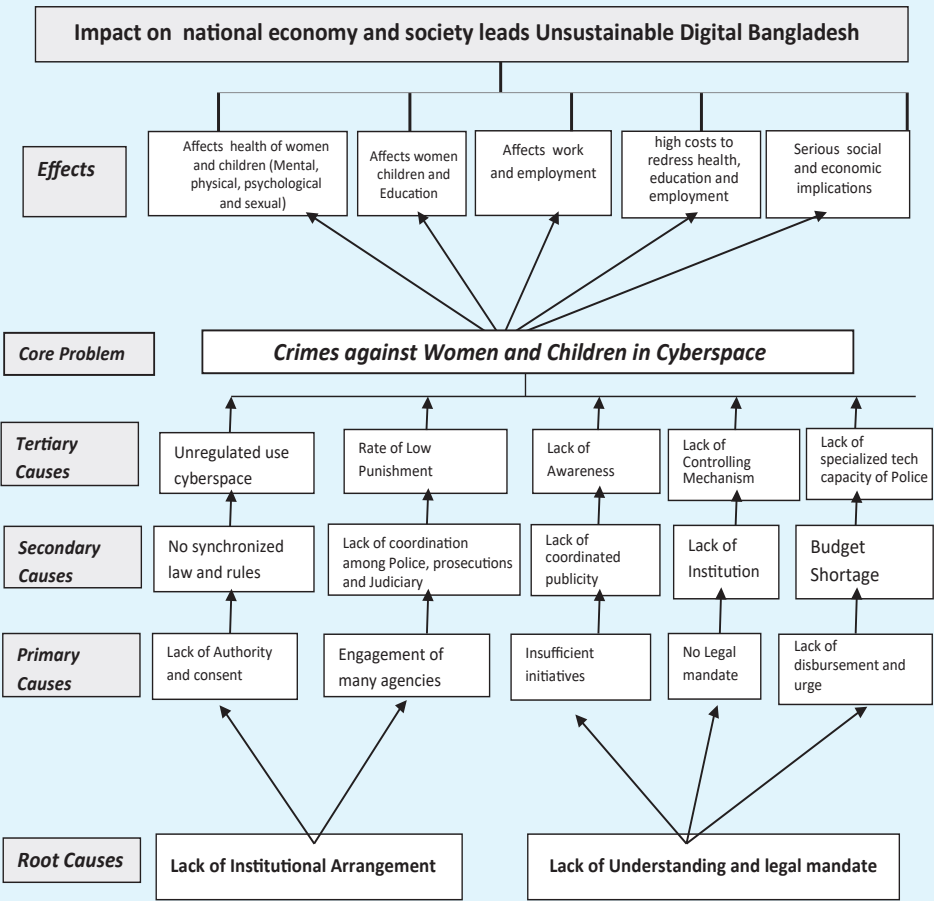 Impact on national economy and society leads Unsustainable Digital Bangladesh
Effects
Affects health of women
and children (Mental,
physical, psychological
and sexual)
Affects women
children and
Education
Affects work
and employment
high costs to
redress health,
education and
employment
Serious social
and economic
implications
Core Problem
Crimes against Women and Children in Cyberspace
Tertiary
Causes
Unregulated use
cyberspace
Rate of Low
Punishment
Lack of
Awareness
Lack of
Controlling
Mechanism
Lack of
specialized tech
capacity of Police
Secondary
Causes
No synchronized
law and rules
Lack of coordination
among Police, prosecutions
and Judiciary
Lack of
coordinated
publicity
Lack of
Institution
Budget
Shortage
Primary
Causes
Lack of Authority
and consent
Engagement of
many agencies
Insufficient
initiatives
No Legal
mandate
Lack of
disbursement and
urge
Root Causes
Lack of Institutional Arrangement
Lack of Understanding and legal mandate